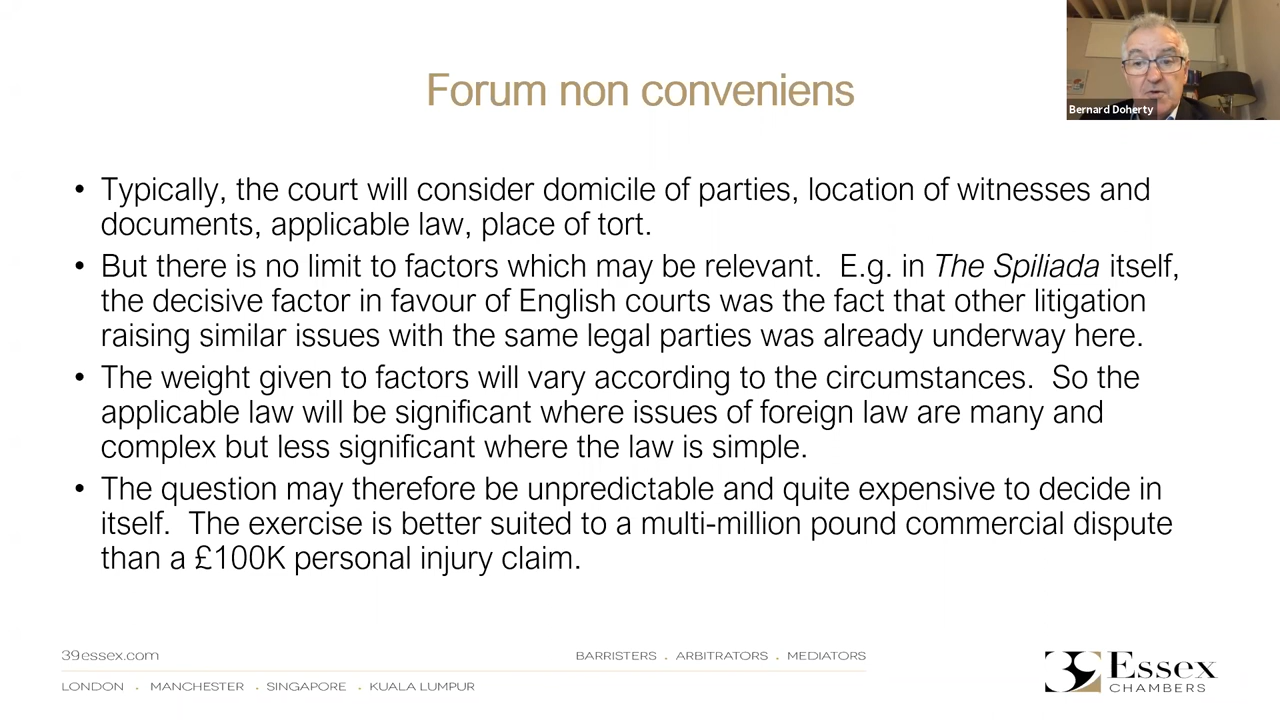 Forum non conveniens
Bernard Doherty
• Typically, the court will consider domicile of parties, location of witnesses and
documents, applicable law, place of tort.
• But there is no limit to factors which may be relevant.  E.g. in The Spiliada itself,
the decisive factor in favour of English courts was the fact that other litigation
raising similar issues with the same legal parties was already underway here.
• The weight given to factors will vary according to the circumstances.  So the
applicable law will be significant where issues of foreign law are many and
complex but less significant where the law is simple.
• The question may therefore be unpredictable and quite expensive to decide in
itself.  The exercise is better suited to a multi-million pound commercial dispute
than a £100K personal injury claim.
39essex.com
BARRISTERS . ARBITRATORS . MEDIATORS
LONDON . MANCHESTER . SINGAPORE . KUALA LUMPUR
39 Essex
CHAMBERS